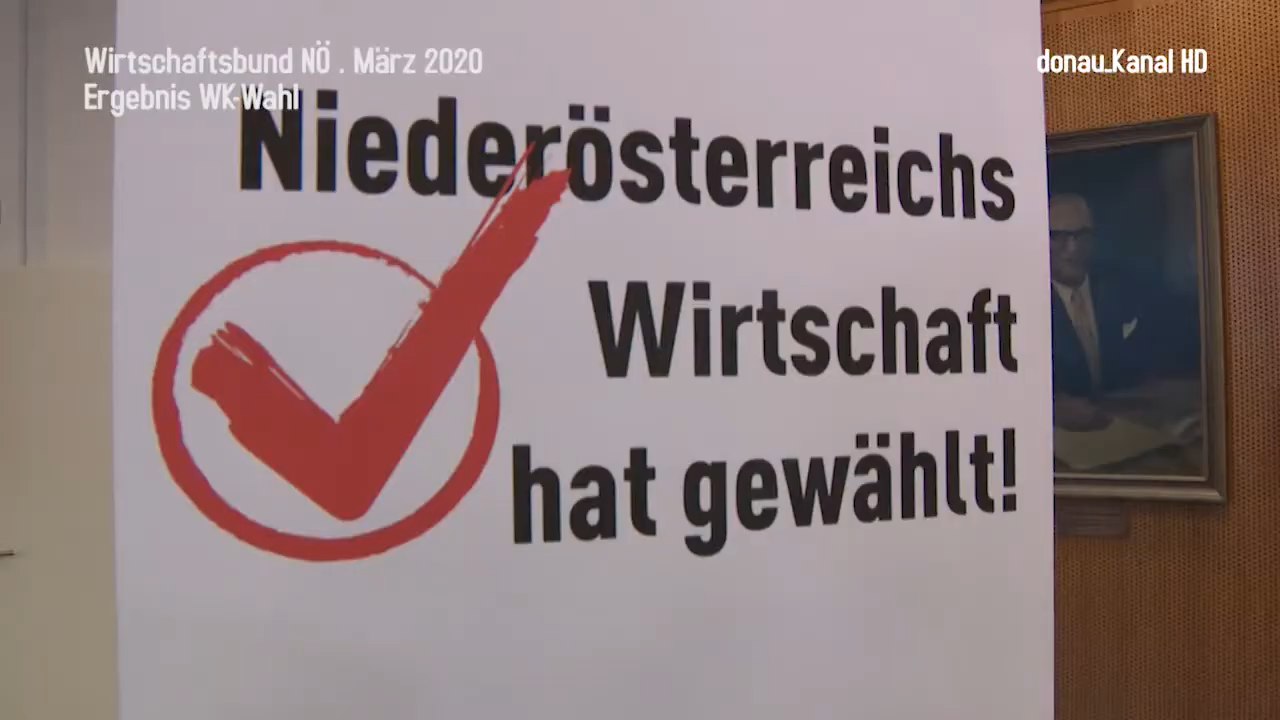 Wirtschaftsbund NÖ . März 2020
Ergebnis WK-Wahl
donau_Kanal HD
Niederösterreichs
Wirtschaft
hat gewählt!